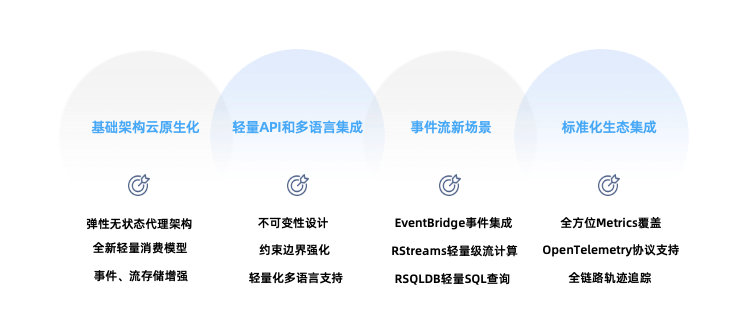 基础架构云原生化
轻量API和多语言集成
事件流新场景
标准化生态集成
弹性无状态代理架构
不可变性设计
EventBridge事件集成
全方位Metrics覆盖
全新轻量消费模型
约束边界强化
RStreams轻量级流计算
OpenTelemetry协议支持
事件、流存储增强
轻量化多语言支持
RSQLDB轻量SQL查询
全链路轨迹追踪